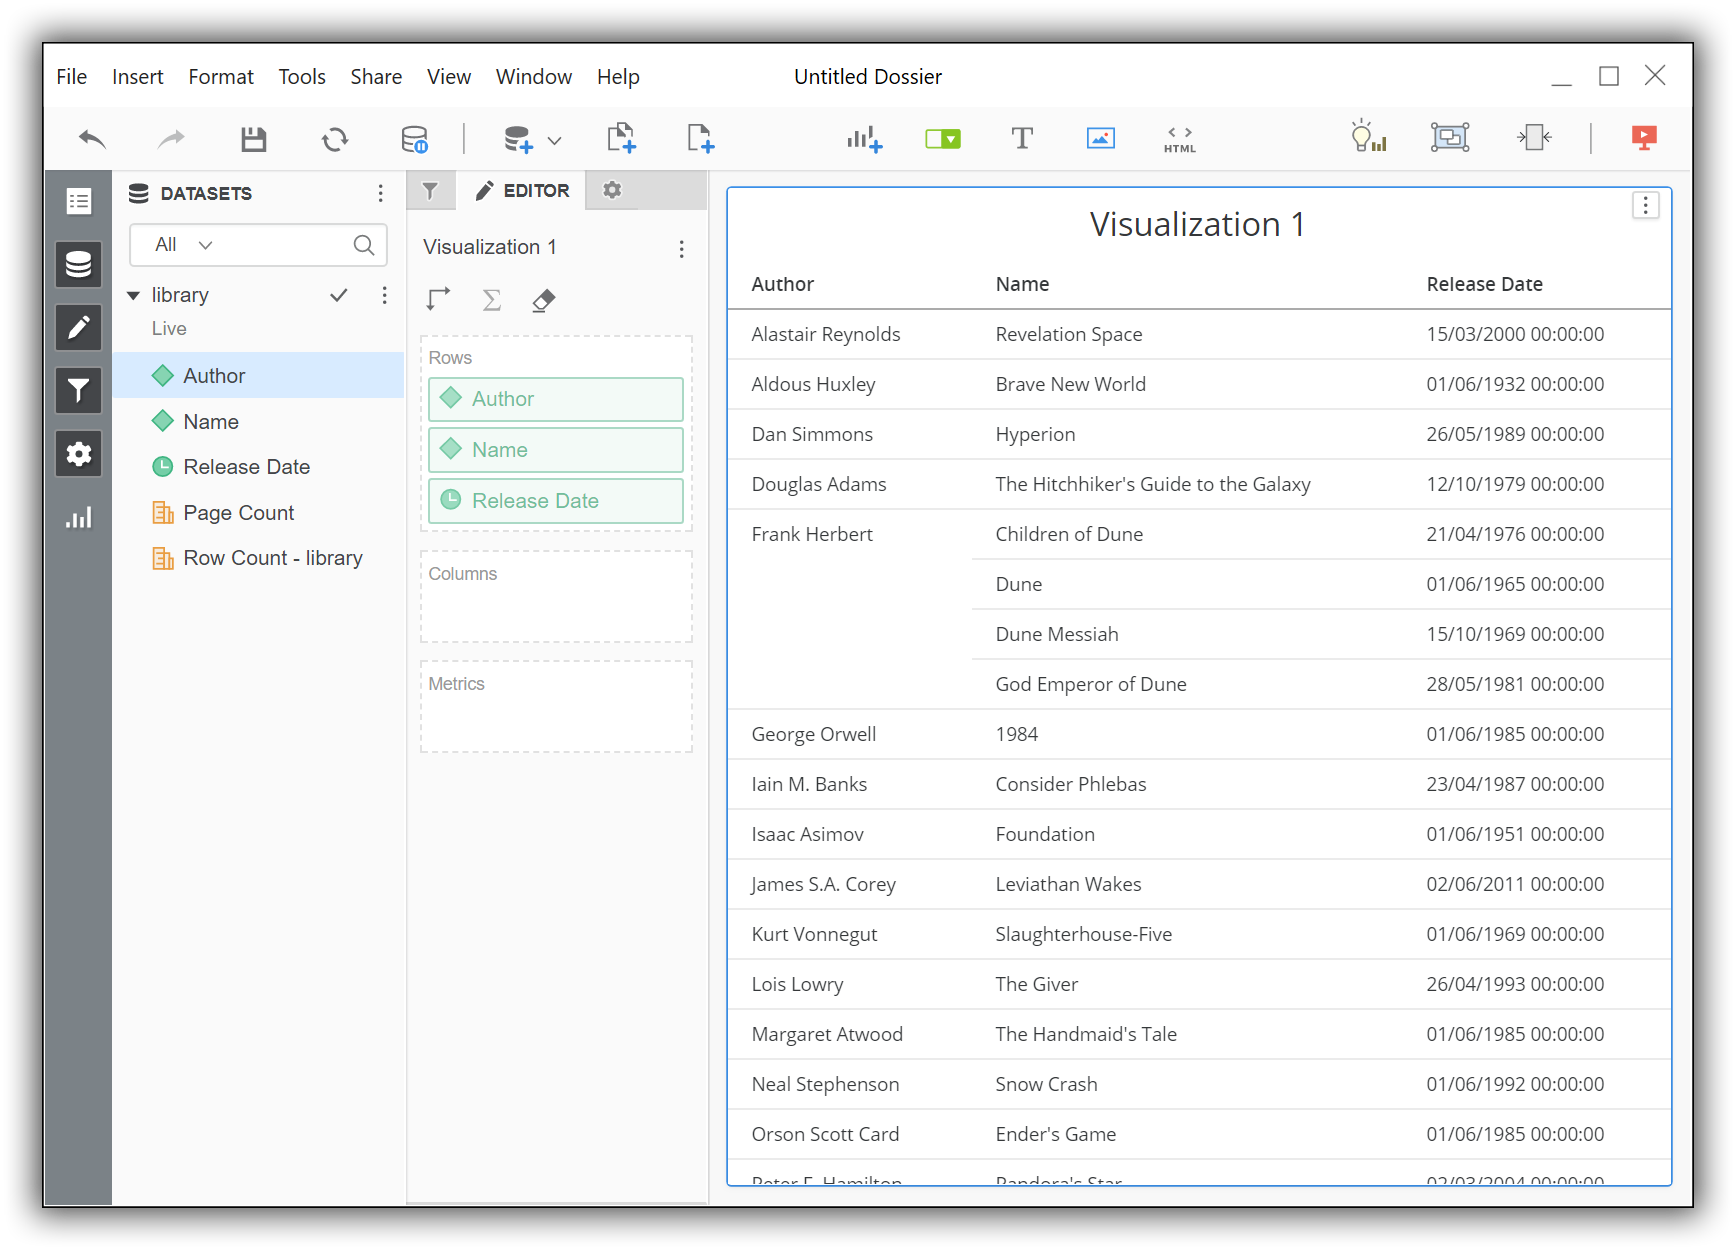 File Insert Format Tools Share View Window Help Untitled Dossier
HTML
DATASETS
All
library
Live
Author
Name
Release Date
Page Count
Row Count - library
EDITOR
Visualization 1
Rows
Author
Name
Release Date
Columns
Metrics
Visualization 1
Author Name Release Date
Alastair Reynolds Revelation Space 15/03/2000 00:00:00
Aldous Huxley Brave New World 01/06/1932 00:00:00
Dan Simmons Hyperion 26/05/1989 00:00:00
Douglas Adams The Hitchhiker's Guide to the Galaxy 12/10/1979 00:00:00
Frank Herbert Children of Dune 21/04/1976 00:00:00
Dune 01/06/1965 00:00:00
Dune Messiah 15/10/1969 00:00:00
God Emperor of Dune 28/05/1981 00:00:00
George Orwell 1984 01/06/1985 00:00:00
Iain M. Banks Consider Phlebas 23/04/1987 00:00:00
Isaac Asimov Foundation 01/06/1951 00:00:00
James S.A. Corey Leviathan Wakes 02/06/2011 00:00:00
Kurt Vonnegut Slaughterhouse-Five 01/06/1969 00:00:00
Lois Lowry The Giver 26/04/1993 00:00:00
Margaret Atwood The Handmaid's Tale 01/06/1985 00:00:00
Neal Stephenson Snow Crash 01/06/1992 00:00:00
Orson Scott Card Ender's Game 01/06/1985 00:00:00
Peter F. Hamilton Pandora's Star 02/03/2004 00:00:00